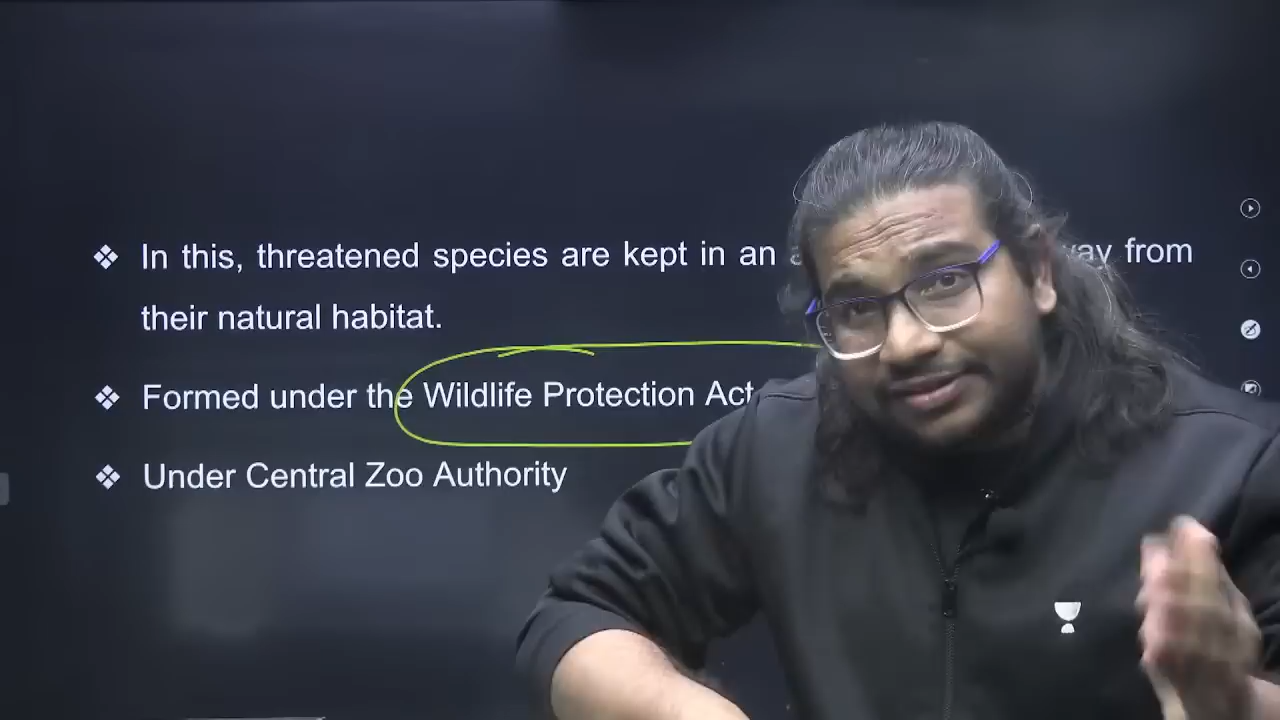 ❖ In this, threatened species are kept in an way from
their natural habitat.
❖ Formed under the Wildlife Protection Act
❖ Under Central Zoo Authority